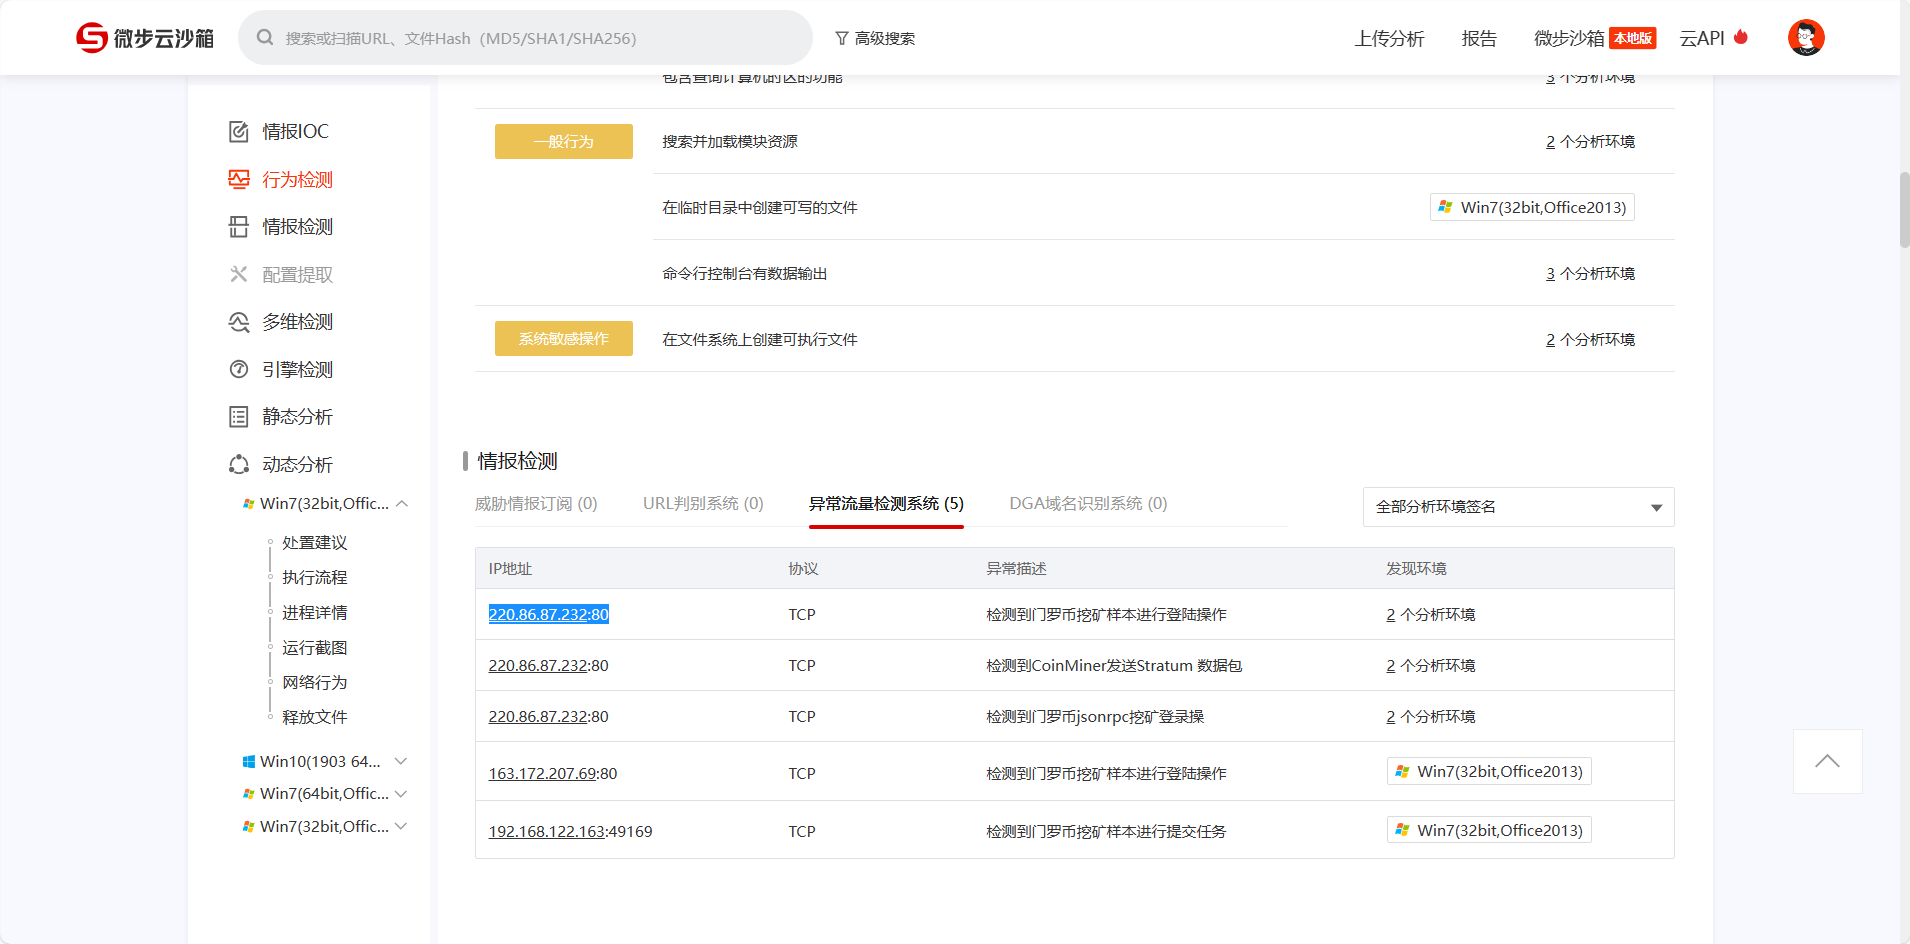 微步云沙箱
搜索或扫描URL、文件Hash（MD5/SHA1/SHA256）
高级搜索
上传分析
报告
微步沙箱 本地版
云API
情报IOC
行为检测
情报检测
配置提取
多维检测
引擎检测
静态分析
动态分析
Win7(32bit,Offic...
处置建议
执行流程
进程详情
运行截图
网络行为
释放文件
Win10(1903 64...
Win7(64bit,Offic...
Win7(32bit,Offic...
包含查询计算机时区的功能 3 个分析环境
一般行为 搜索并加载模块资源 2 个分析环境
在临时目录中创建可写的文件 Win7(32bit,Office2013)
命令行控制台有数据输出 3 个分析环境
系统敏感操作 在文件系统上创建可执行文件 2 个分析环境
情报检测
威胁情报订阅 (0) URL判别系统 (0) 异常流量检测系统 (5) DGA域名识别系统 (0) 全部分析环境签名
IP地址 协议 异常描述 发现环境
220.86.87.232:80 TCP 检测到门罗币挖矿样本进行登陆操作 2 个分析环境
220.86.87.232:80 TCP 检测到CoinMiner发送Stratum 数据包 2 个分析环境
220.86.87.232:80 TCP 检测到门罗币jsonrpc挖矿登录操 2 个分析环境
163.172.207.69:80 TCP 检测到门罗币挖矿样本进行登陆操作 Win7(32bit,Office2013)
192.168.122.163:49169 TCP 检测到门罗币挖矿样本进行提交任务 Win7(32bit,Office2013)